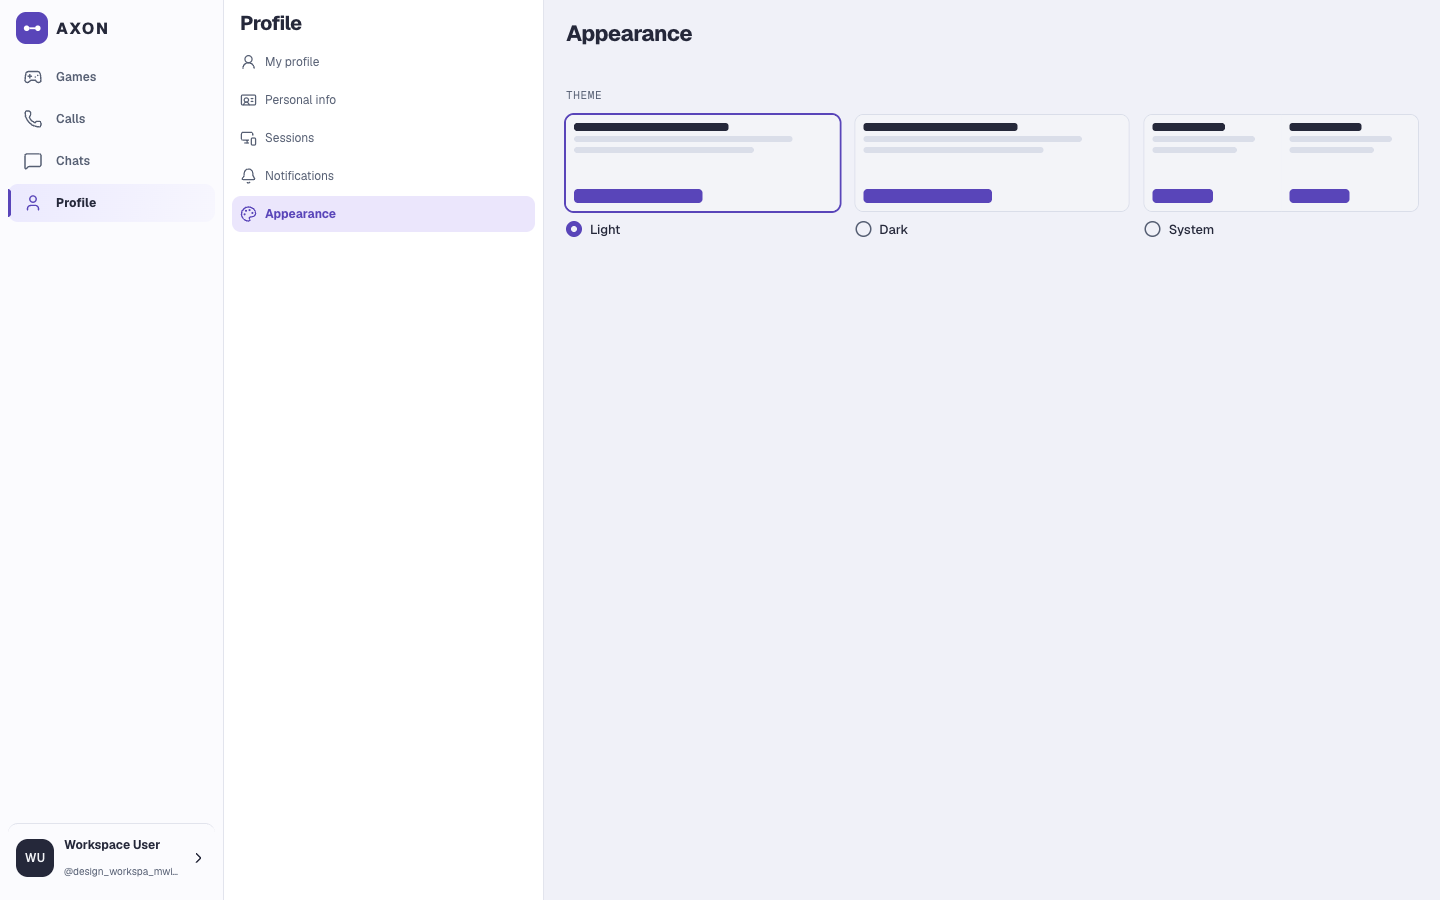 AXON
Games
Calls
Chats
Profile
WU
Workspace User
@design_workspa_mwi...
Profile
My profile
Personal info
Sessions
Notifications
Appearance
Appearance
THEME
Light
Dark
System